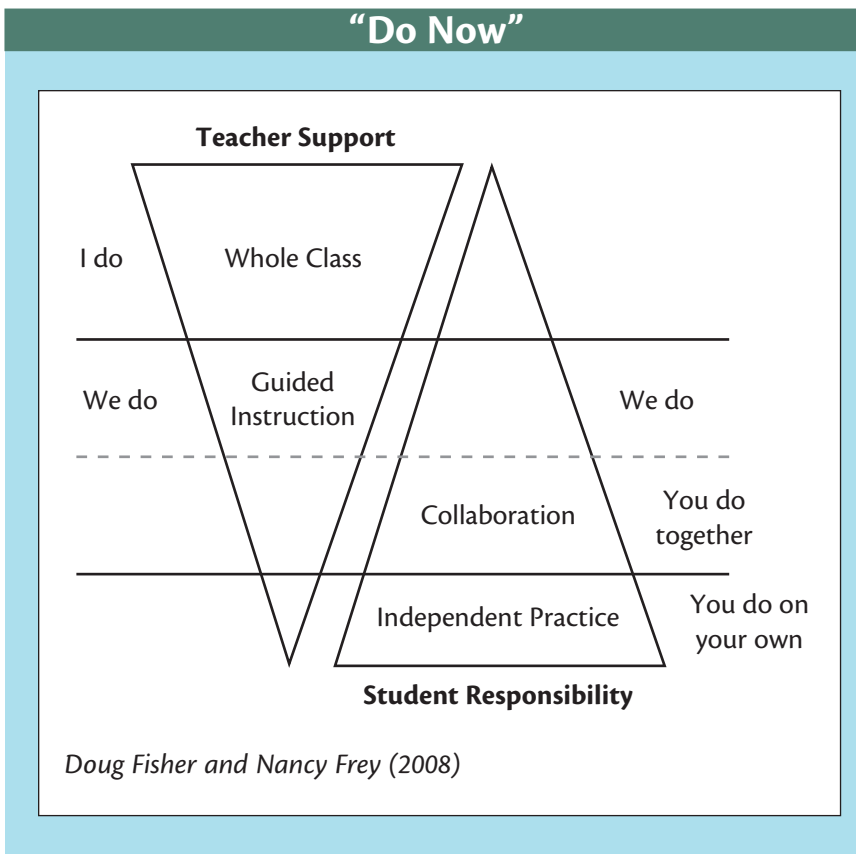 “Do Now”
Teacher Support
I do
Whole Class
We do
Guided
Instruction
We do
Collaboration
You do
together
Independent Practice
You do on
your own
Student Responsibility
Doug Fisher and Nancy Frey (2008)